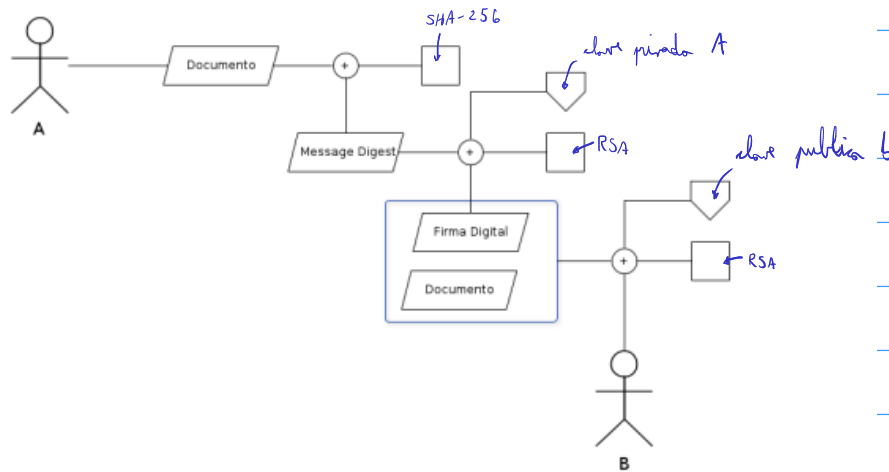 SHA-256
clave privada A
Documento
A
Message Digest
RSA
clave publica b
Firma Digital
RSA
Documento
B